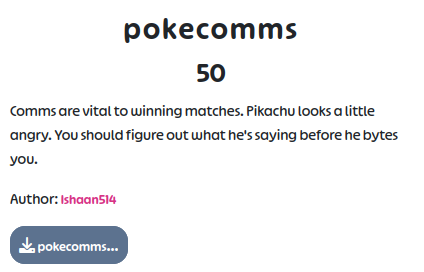 pokecomms
50
Comms are vital to winning matches. Pikachu looks a little
angry. You should figure out what he's saying before he bytes
you.
Author: Ishaan514
pokecomms...